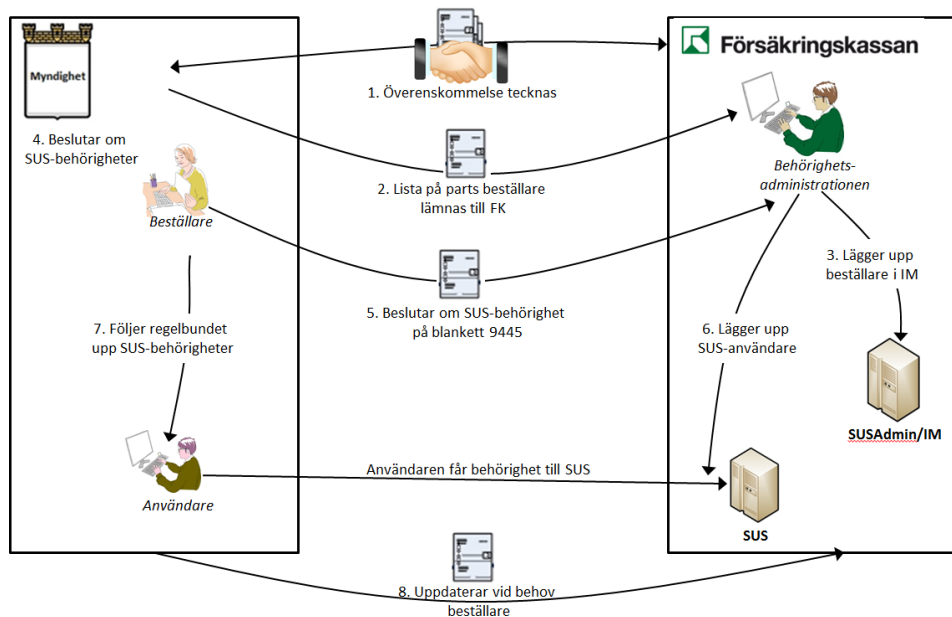 Myndighet
Försäkringskassan
1. Överenskommelse tecknas
4. Beslutar om
SUS-behörigheter
Beställare
2. Lista på parts beställare
lämnas till FK
Behörighets-
administrationen
3. Lägger upp
beställare i IM
5. Beslutar om SUS-behörighet
på blankett 9445
6. Lägger upp
SUS-användare
7. Följer regelbundet
upp SUS-behörigheter
SUSAdmin/IM
Användaren får behörighet till SUS
Användare
SUS
8. Uppdaterar vid behov
beställare